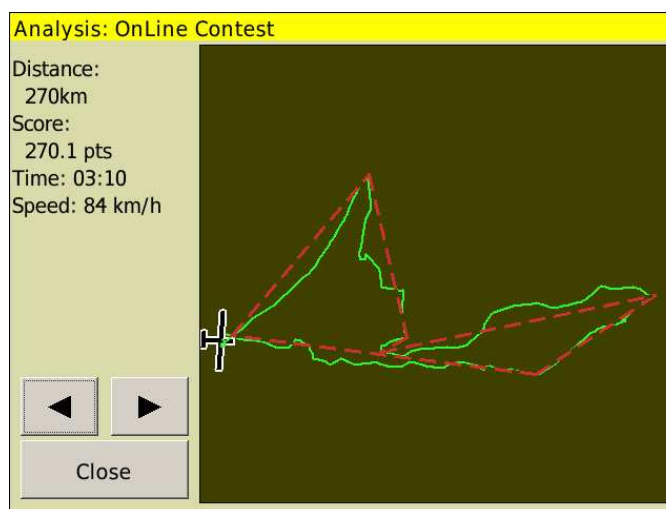 Analysis: OnLine Contest
Distance:
270km
Score:
270.1 pts
Time: 03:10
Speed: 84 km/h
Close